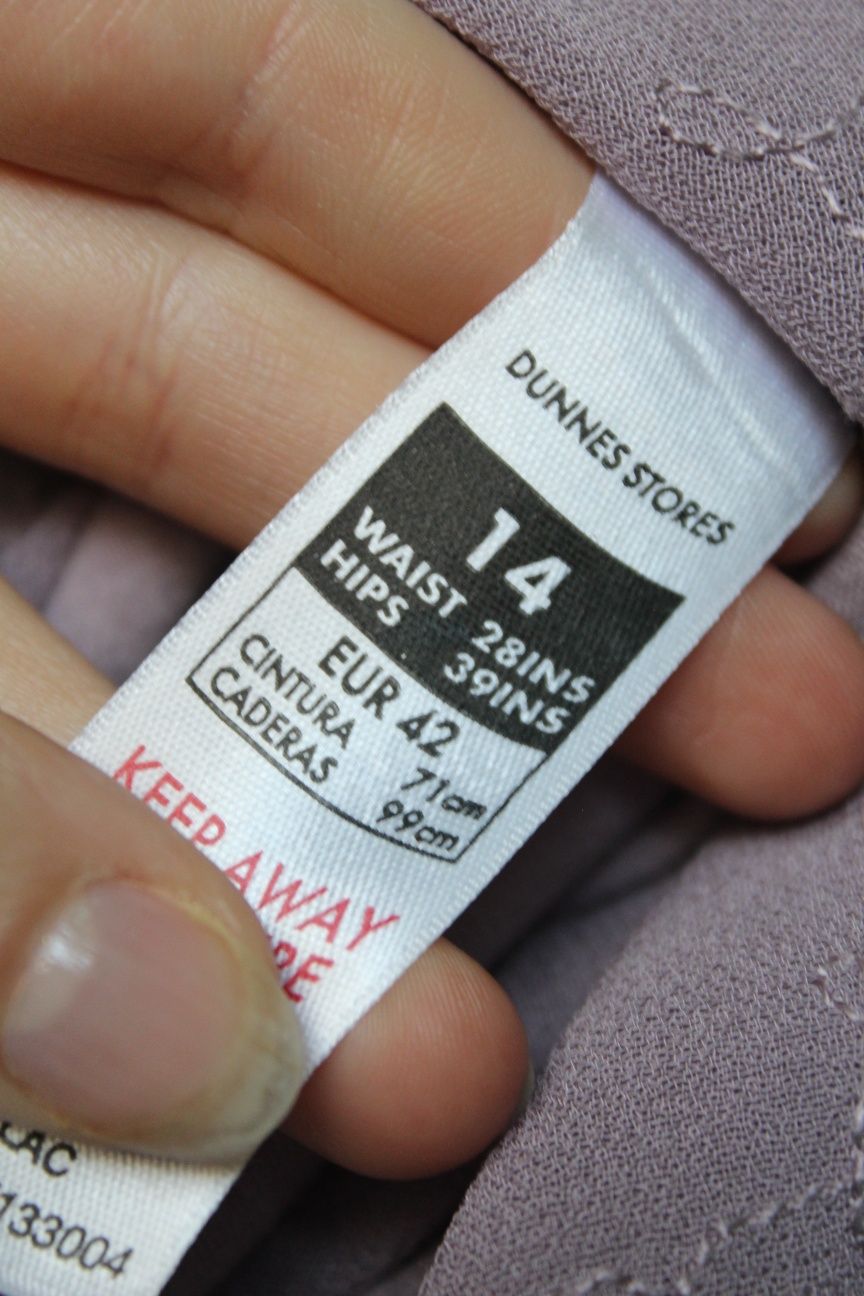 DUNNES STORES
14
WAIST 28INS
HIPS 39INS
EUR 42
CINTURA 71cm
CADERAS 99cm
KEEP AWAY
133004